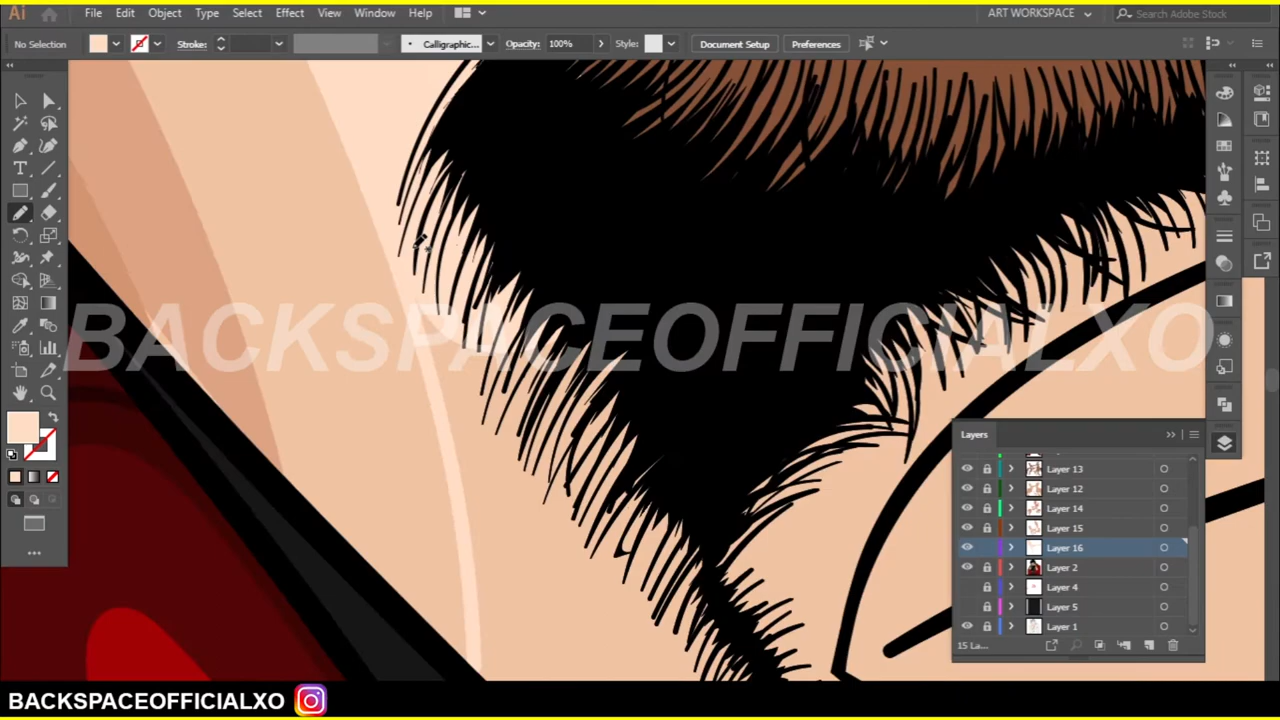 Ai File Edit Object Type Select Effect View Window Help ART WORKSPACE Search Adobe Stock
No Selection Stroke: Calligraphic... Opacity: 100% Style: Document Setup Preferences
BACKSPACEOFFICIALXO
Layers
Layer 13
Layer 12
Layer 14
Layer 15
Layer 16
Layer 2
Layer 4
Layer 5
Layer 1
15 La...
BACKSPACEOFFICIALXO